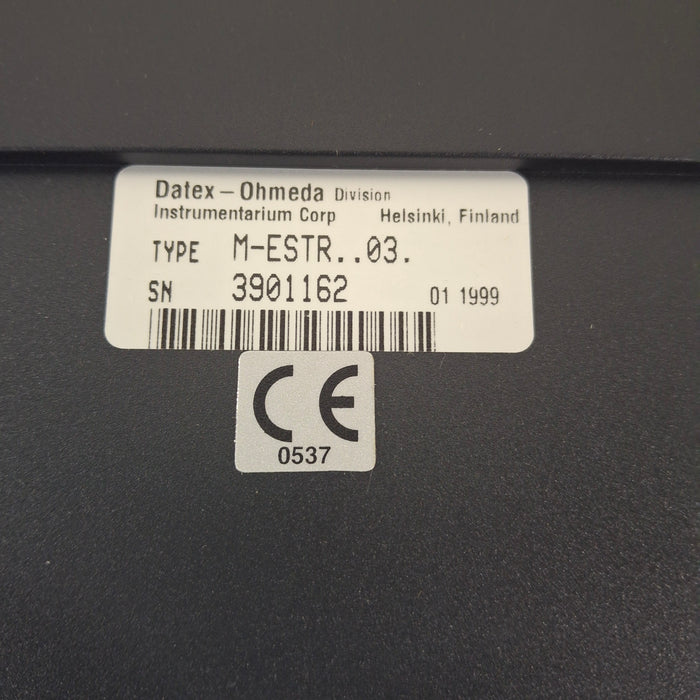 Datex-Ohmeda Division
Instrumentarium Corp Helsinki, Finland
TYPE M-ESTR..03.
SN 3901162 01 1999
CE
0537